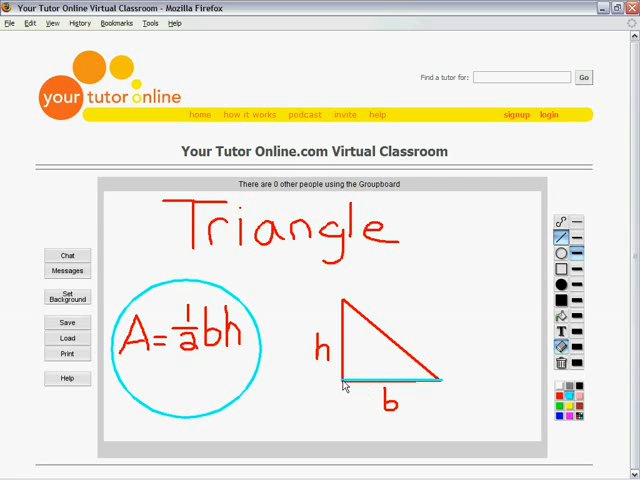 Your Tutor Online Virtual Classroom - Mozilla Firefox
File Edit View History Bookmarks Tools Help
your tutor online
Find a tutor for: Go
home how it works podcast invite help signup login
Your Tutor Online.com Virtual Classroom
There are 0 other people using the Groupboard
Triangle
Chat
Messages
Set
Background
Save
Load
Print
Help
A = 1/2 bh
h
b
T